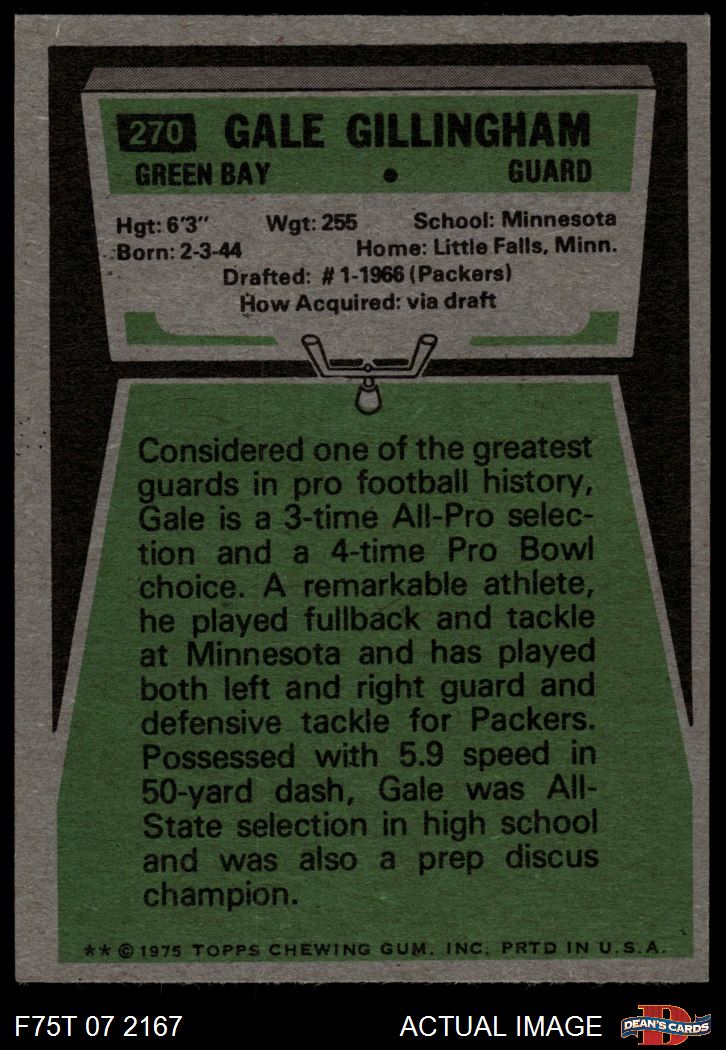 270 GALE GILLINGHAM
GREEN BAY • GUARD
Hgt: 6'3" Wgt: 255 School: Minnesota
Born: 2-3-44 Home: Little Falls, Minn.
Drafted: #1-1966 (Packers)
How Acquired: via draft
Considered one of the greatest
guards in pro football history,
Gale is a 3-time All-Pro selec-
tion and a 4-time Pro Bowl
choice. A remarkable athlete,
he played fullback and tackle
at Minnesota and has played
both left and right guard and
defensive tackle for Packers.
Possessed with 5.9 speed in
50-yard dash, Gale was All-
State selection in high school
and was also a prep discus
champion.
** © 1975 TOPPS CHEWING GUM, INC. PRTD IN U.S.A.
F75T 07 2167 ACTUAL IMAGE D DEAN'S CARDS